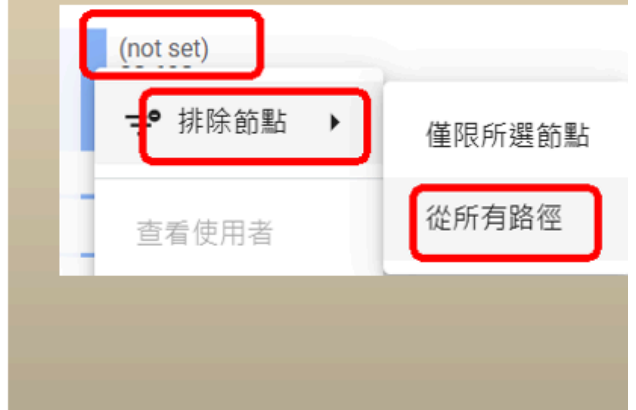 (not set)
排除節點
僅限所選節點
從所有路徑
查看使用者